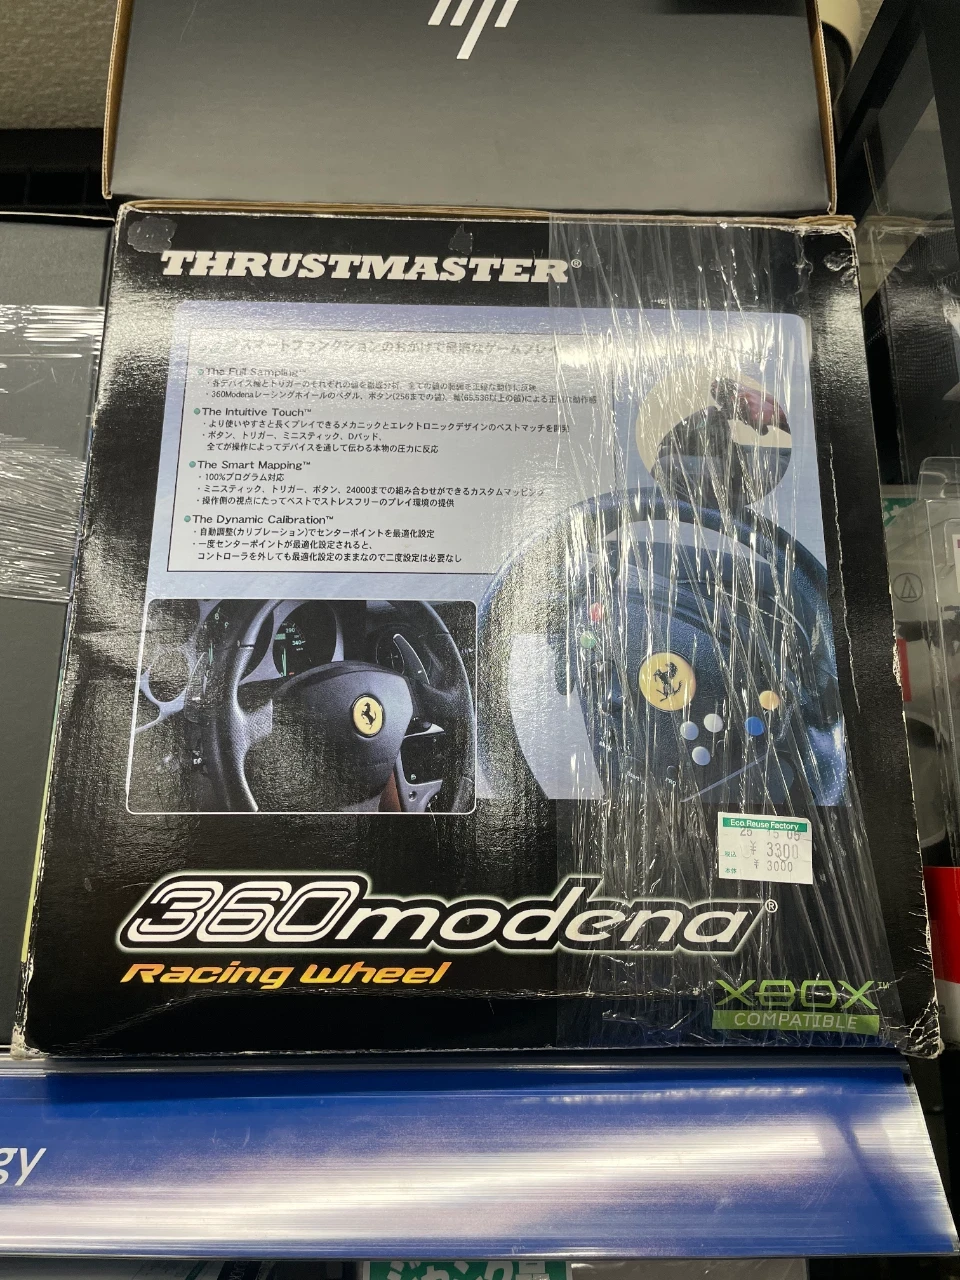 THRUSTMASTER®
スマートファンクションのおかげで最適なゲームプレイ
The Full Sampling™
・各デバイス軸とトリガーのそれぞれの値を徹底分析、全ての値の動論を正確な動作に反映
・360Modenaレーシングホイールのペダル、ボタン(256までの値)、軸(65,536以上の値)による正しい動作感
The Intuitive Touch™
・より使いやすさと長くプレイできるメカニックとエレクトロニックデザインのベストマッチを
・ボタン、トリガー、ミニスティック、Dパッド、
全てが操作によってデバイスを通して伝わる本物の圧力に反応
The Smart Mapping™
・100%プログラム対応
・ミニスティック、トリガー、ボタン、24000までの組み合わせができるカスタムマッピング
・操作側の視点にたってベストでストレスフリーのプレイ環境の提供
The Dynamic Calibration™
・自動調整(カリブレーション)でセンターポイントを最適化設定
・一度センターポイントが最適化設定されると、
コントローラを外しても最適化設定のままなので二度設定は必要なし
Eco Reuse Factory
税込 ¥ 3300
本体 ¥ 3000
360modena®
Racing Wheel
XBOX™
COMPATIBLE
gy
ジャンク品